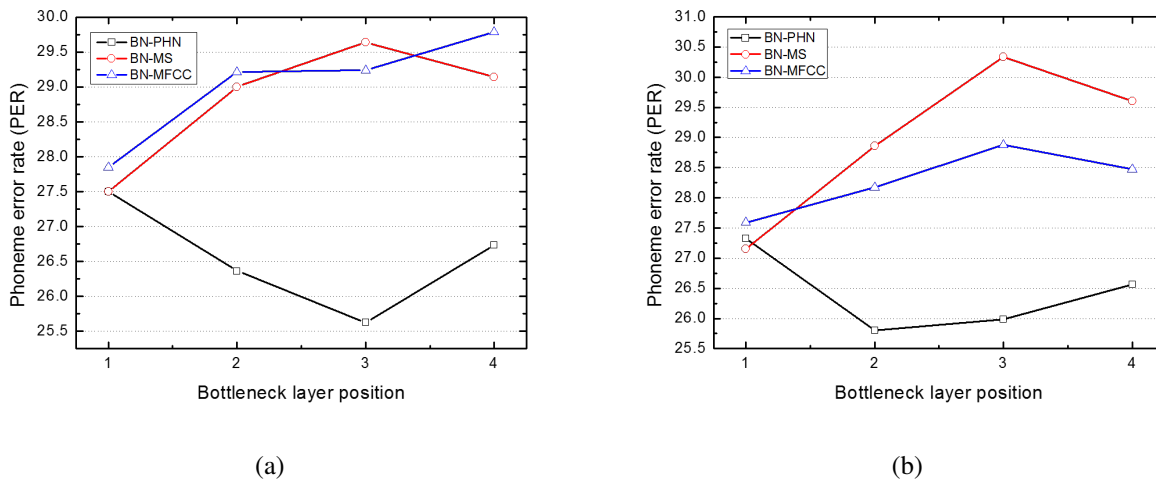 30.0
29.5
29.0
28.5
28.0
27.5
27.0
26.5
26.0
25.5
Phoneme error rate (PER)
BN-PHN
BN-MS
BN-MFCC
1 2 3 4
Bottleneck layer position
(a)
31.0
30.5
30.0
29.5
29.0
28.5
28.0
27.5
27.0
26.5
26.0
25.5
Phoneme error rate (PER)
BN-PHN
BN-MS
BN-MFCC
1 2 3 4
Bottleneck layer position
(b)